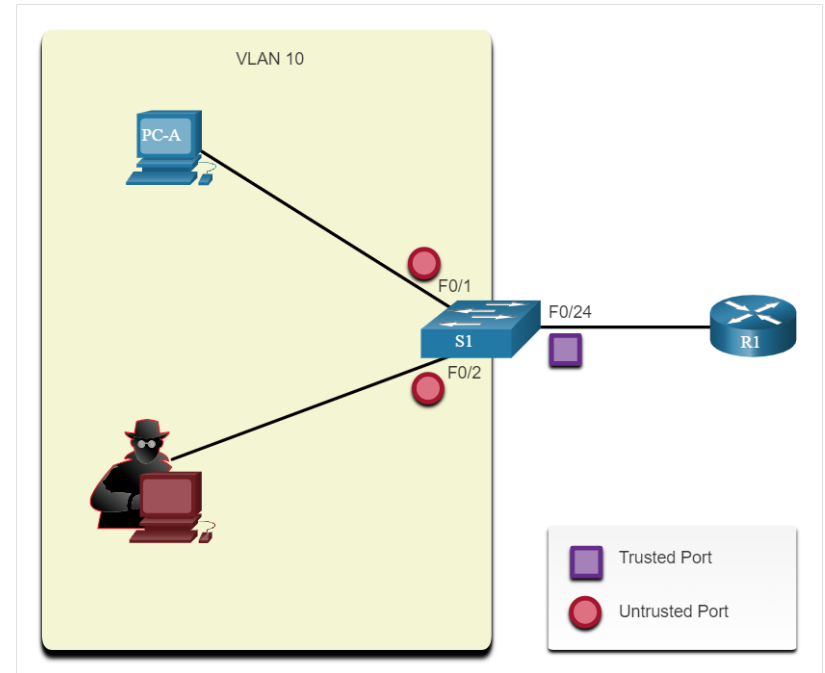 VLAN 10
PC-A
F0/1
F0/24
S1
R1
F0/2
Trusted Port
Untrusted Port